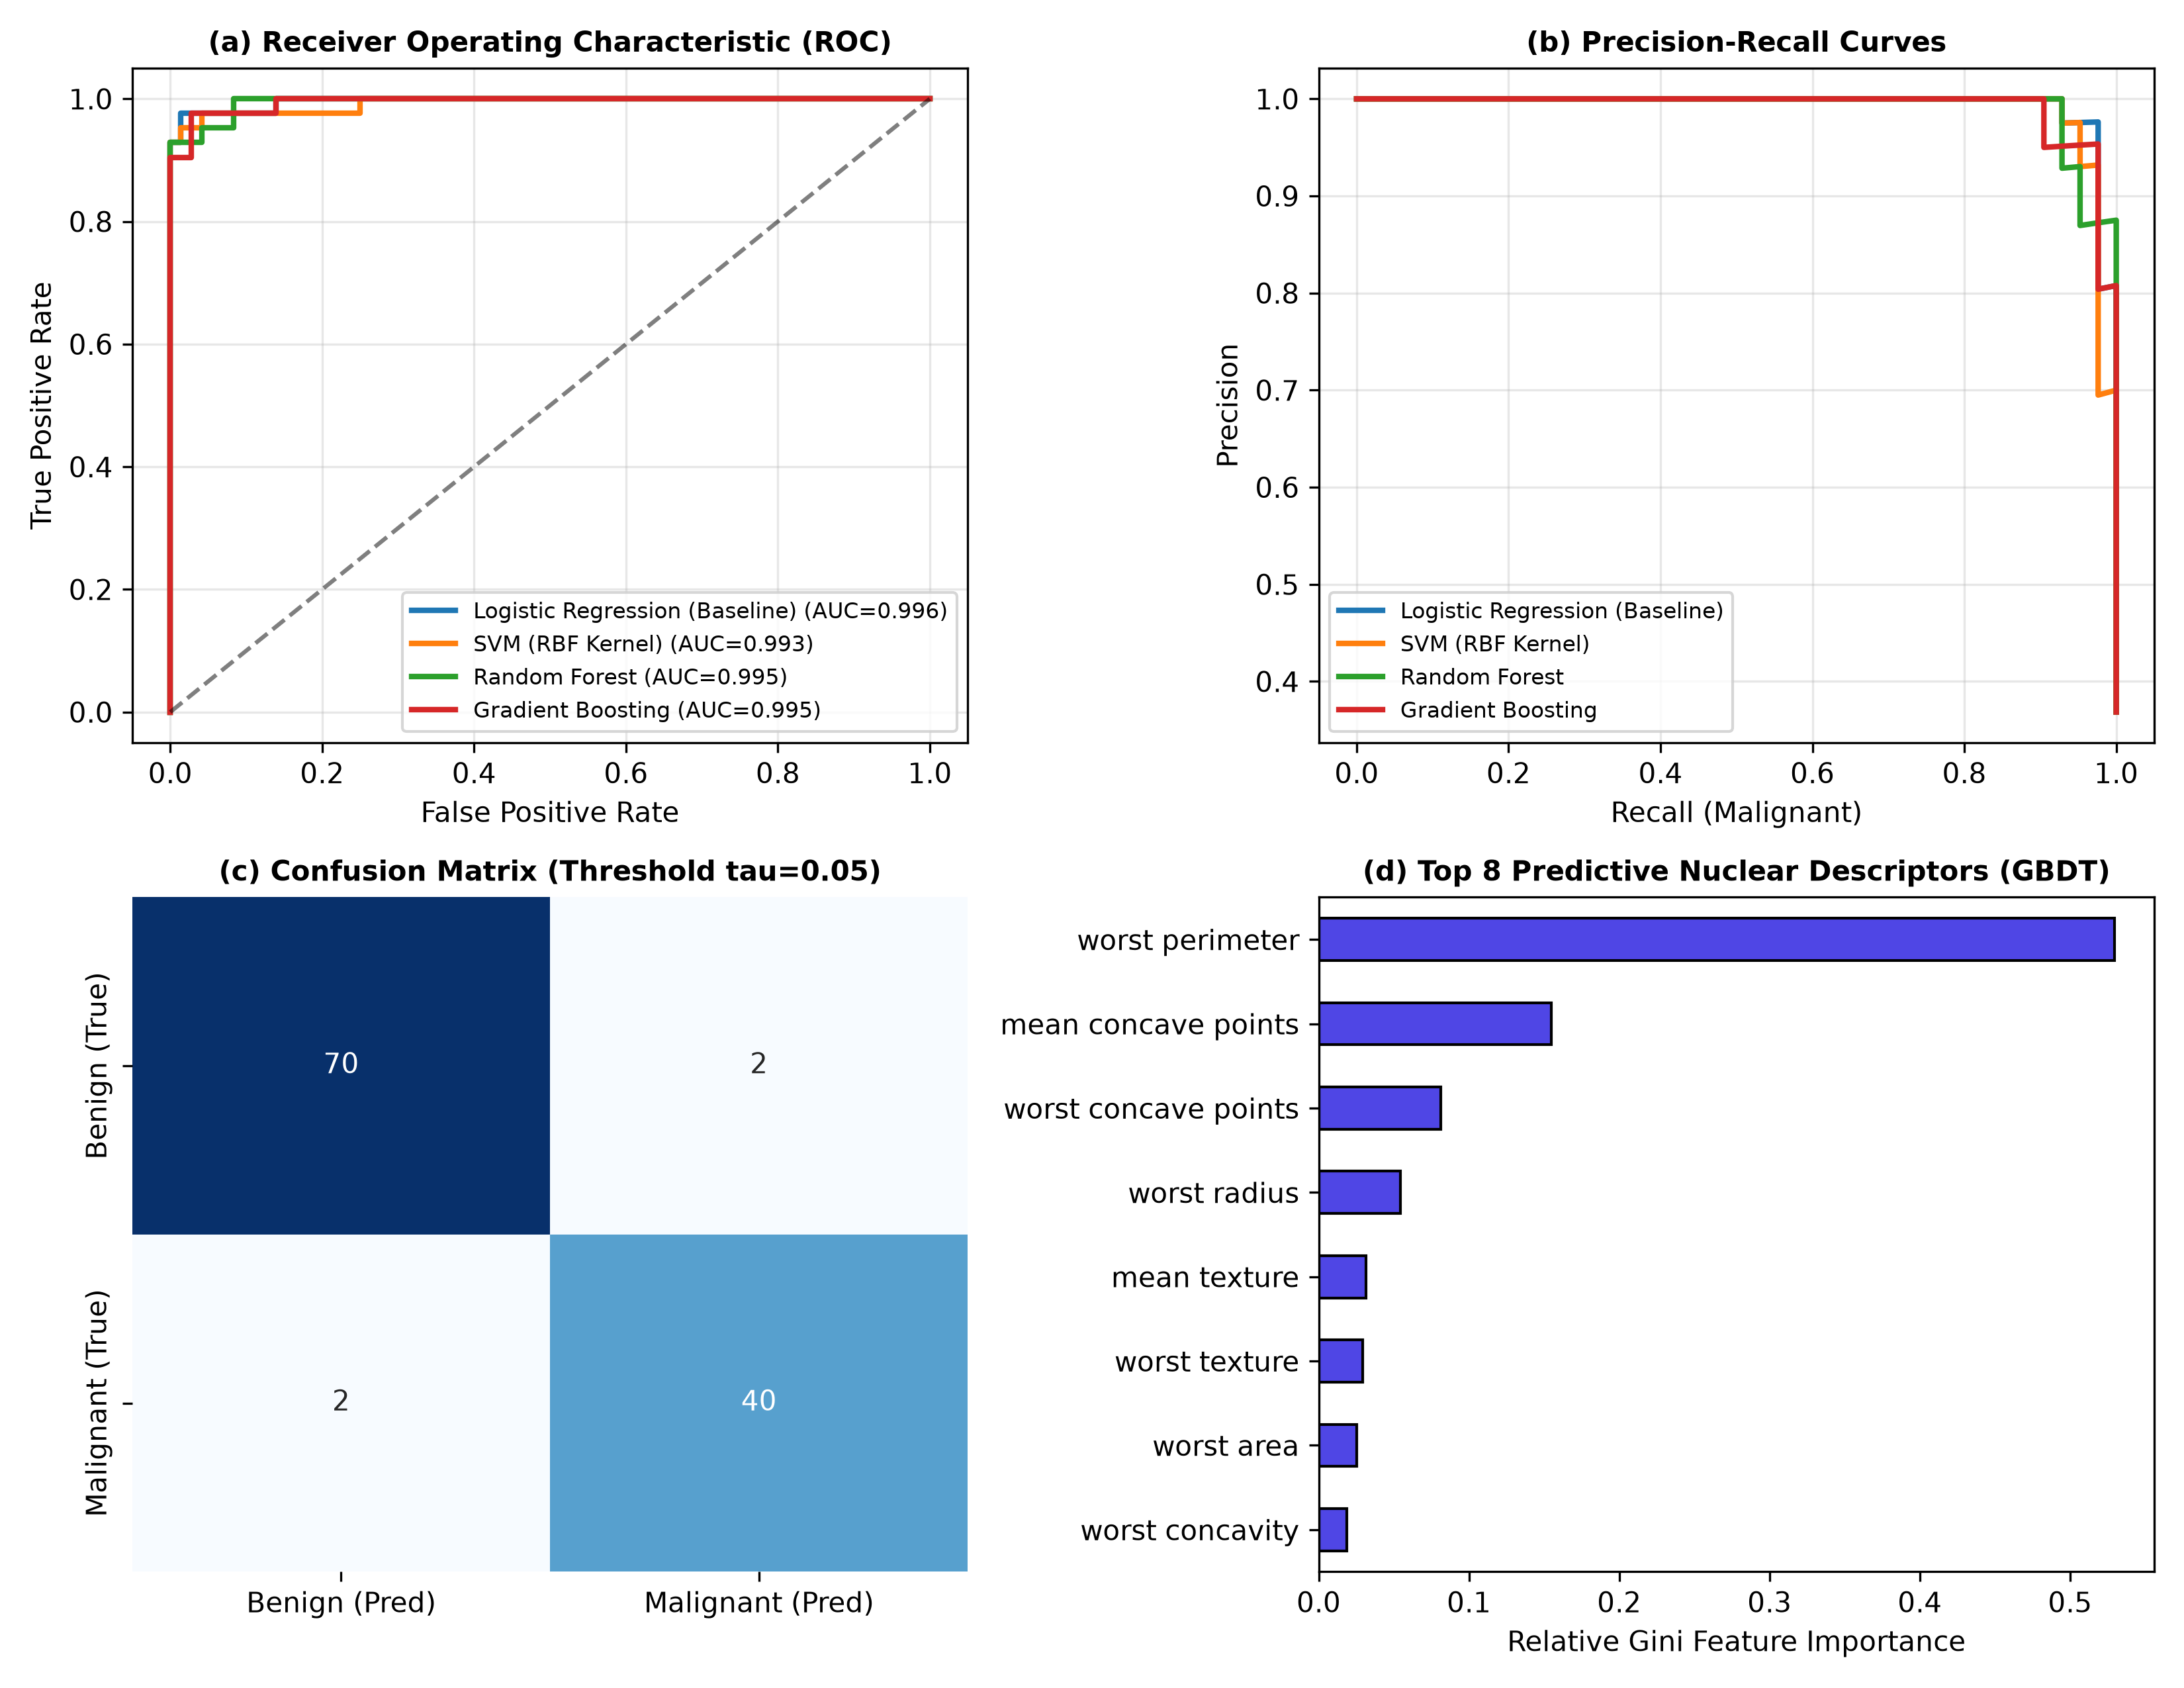 (a) Receiver Operating Characteristic (ROC)
True Positive Rate
1.0
0.8
0.6
0.4
0.2
0.0
0.0 0.2 0.4 0.6 0.8 1.0
False Positive Rate
Logistic Regression (Baseline) (AUC=0.996)
SVM (RBF Kernel) (AUC=0.993)
Random Forest (AUC=0.995)
Gradient Boosting (AUC=0.995)
(b) Precision-Recall Curves
Precision
1.0
0.9
0.8
0.7
0.6
0.5
0.4
0.0 0.2 0.4 0.6 0.8 1.0
Recall (Malignant)
Logistic Regression (Baseline)
SVM (RBF Kernel)
Random Forest
Gradient Boosting
(c) Confusion Matrix (Threshold tau=0.05)
Benign (True)
70 2
Malignant (True)
2 40
Benign (Pred) Malignant (Pred)
(d) Top 8 Predictive Nuclear Descriptors (GBDT)
worst perimeter
mean concave points
worst concave points
worst radius
mean texture
worst texture
worst area
worst concavity
0.0 0.1 0.2 0.3 0.4 0.5
Relative Gini Feature Importance